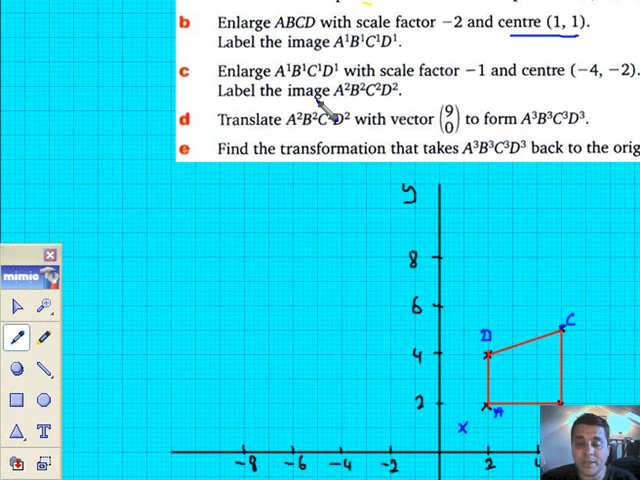 b Enlarge ABCD with scale factor −2 and centre (1, 1).
Label the image A¹B¹C¹D¹.
c Enlarge A¹B¹C¹D¹ with scale factor −1 and centre (−4, −2).
Label the image A²B²C²D².
d Translate A²B²C²D² with vector (9 0) to form A³B³C³D³.
e Find the transformation that takes A³B³C³D³ back to the orig
y
8
6
4
2
D
C
A
x
mimio
T
-8 -6 -4 -2 2 4